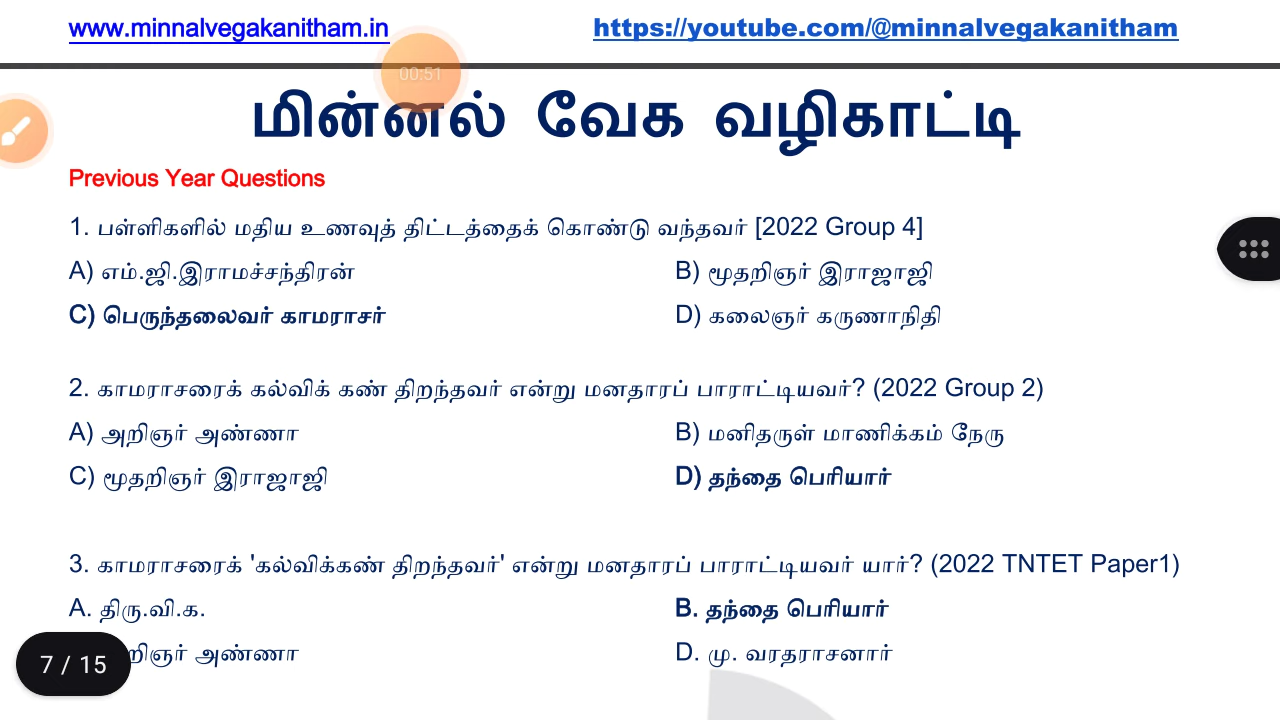 www.minnalvegakanitham.in https://youtube.com/@minnalvegakanitham
00:51
மின்னல் வேக வழிகாட்டி
Previous Year Questions
1. பள்ளிகளில் மதிய உணவுத் திட்டத்தைக் கொண்டு வந்தவர் [2022 Group 4]
A) எம்.ஜி.இராமச்சந்திரன் B) மூதறிஞர் இராஜாஜி
C) பெருந்தலைவர் காமராசர் D) கலைஞர் கருணாநிதி
2. காமராசரைக் கல்விக் கண் திறந்தவர் என்று மனதாரப் பாராட்டியவர்? (2022 Group 2)
A) அறிஞர் அண்ணா B) மனிதருள் மாணிக்கம் நேரு
C) மூதறிஞர் இராஜாஜி D) தந்தை பெரியார்
3. காமராசரைக் 'கல்விக்கண் திறந்தவர்' என்று மனதாரப் பாராட்டியவர் யார்? (2022 TNTET Paper1)
A. திரு.வி.க. B. தந்தை பெரியார்
றிஞர் அண்ணா D. மு. வரதராசனார்
7 / 15